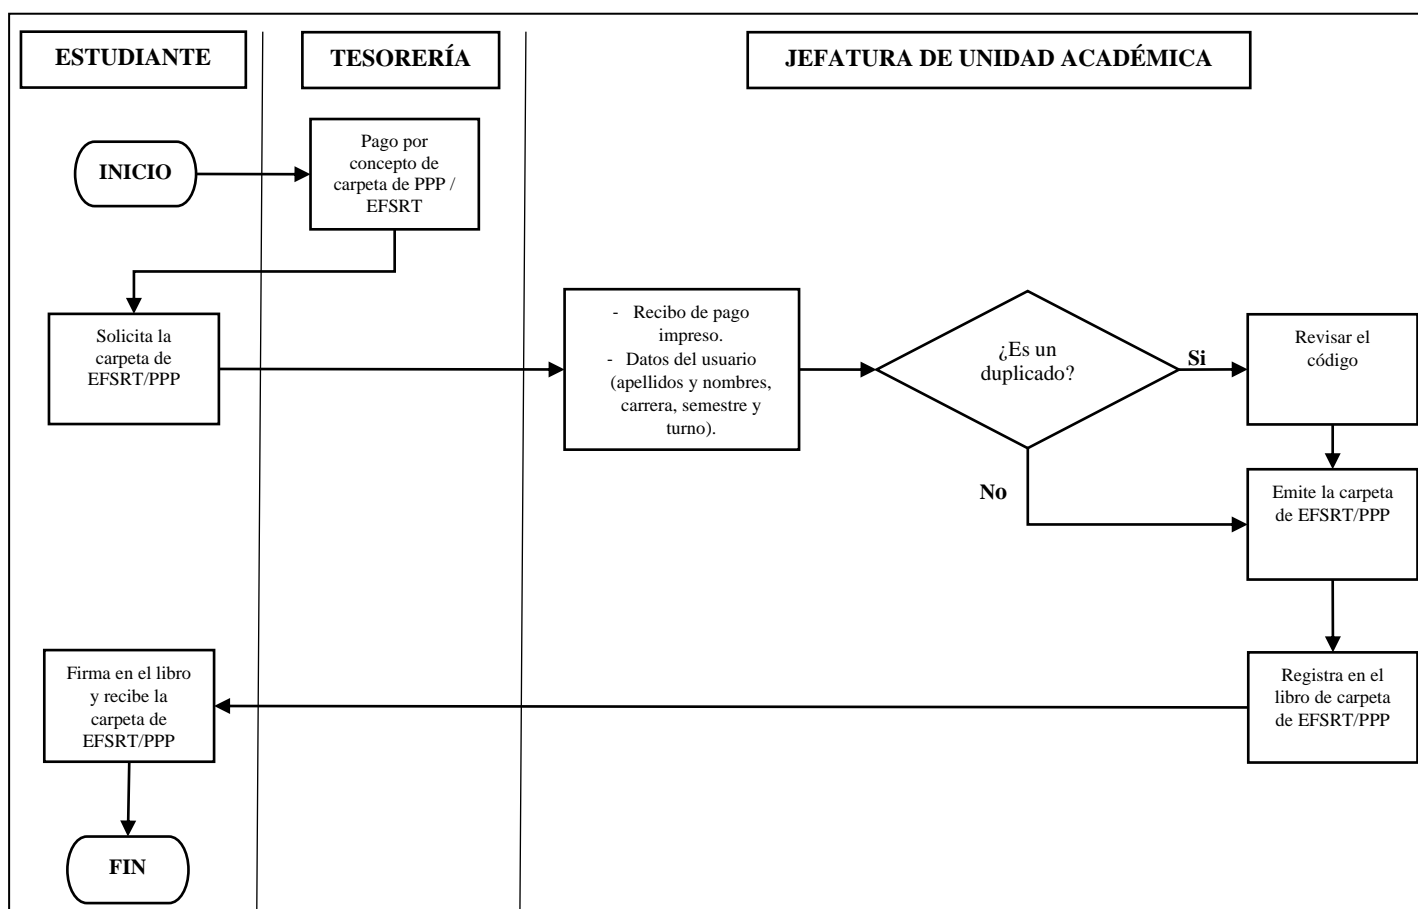 ESTUDIANTE
TESORERÍA
JEFATURA DE UNIDAD ACADÉMICA
INICIO
Pago por
concepto de
carpeta de PPP /
EFSRT
Solicita la
carpeta de
EFSRT/PPP
- Recibo de pago
impreso.
- Datos del usuario
(apellidos y nombres,
carrera, semestre y
turno).
¿Es un
duplicado?
Si
Revisar el
código
No
Emite la carpeta
de EFSRT/PPP
Registra en el
libro de carpeta
de EFSRT/PPP
Firma en el libro
y recibe la
carpeta de
EFSRT/PPP
FIN